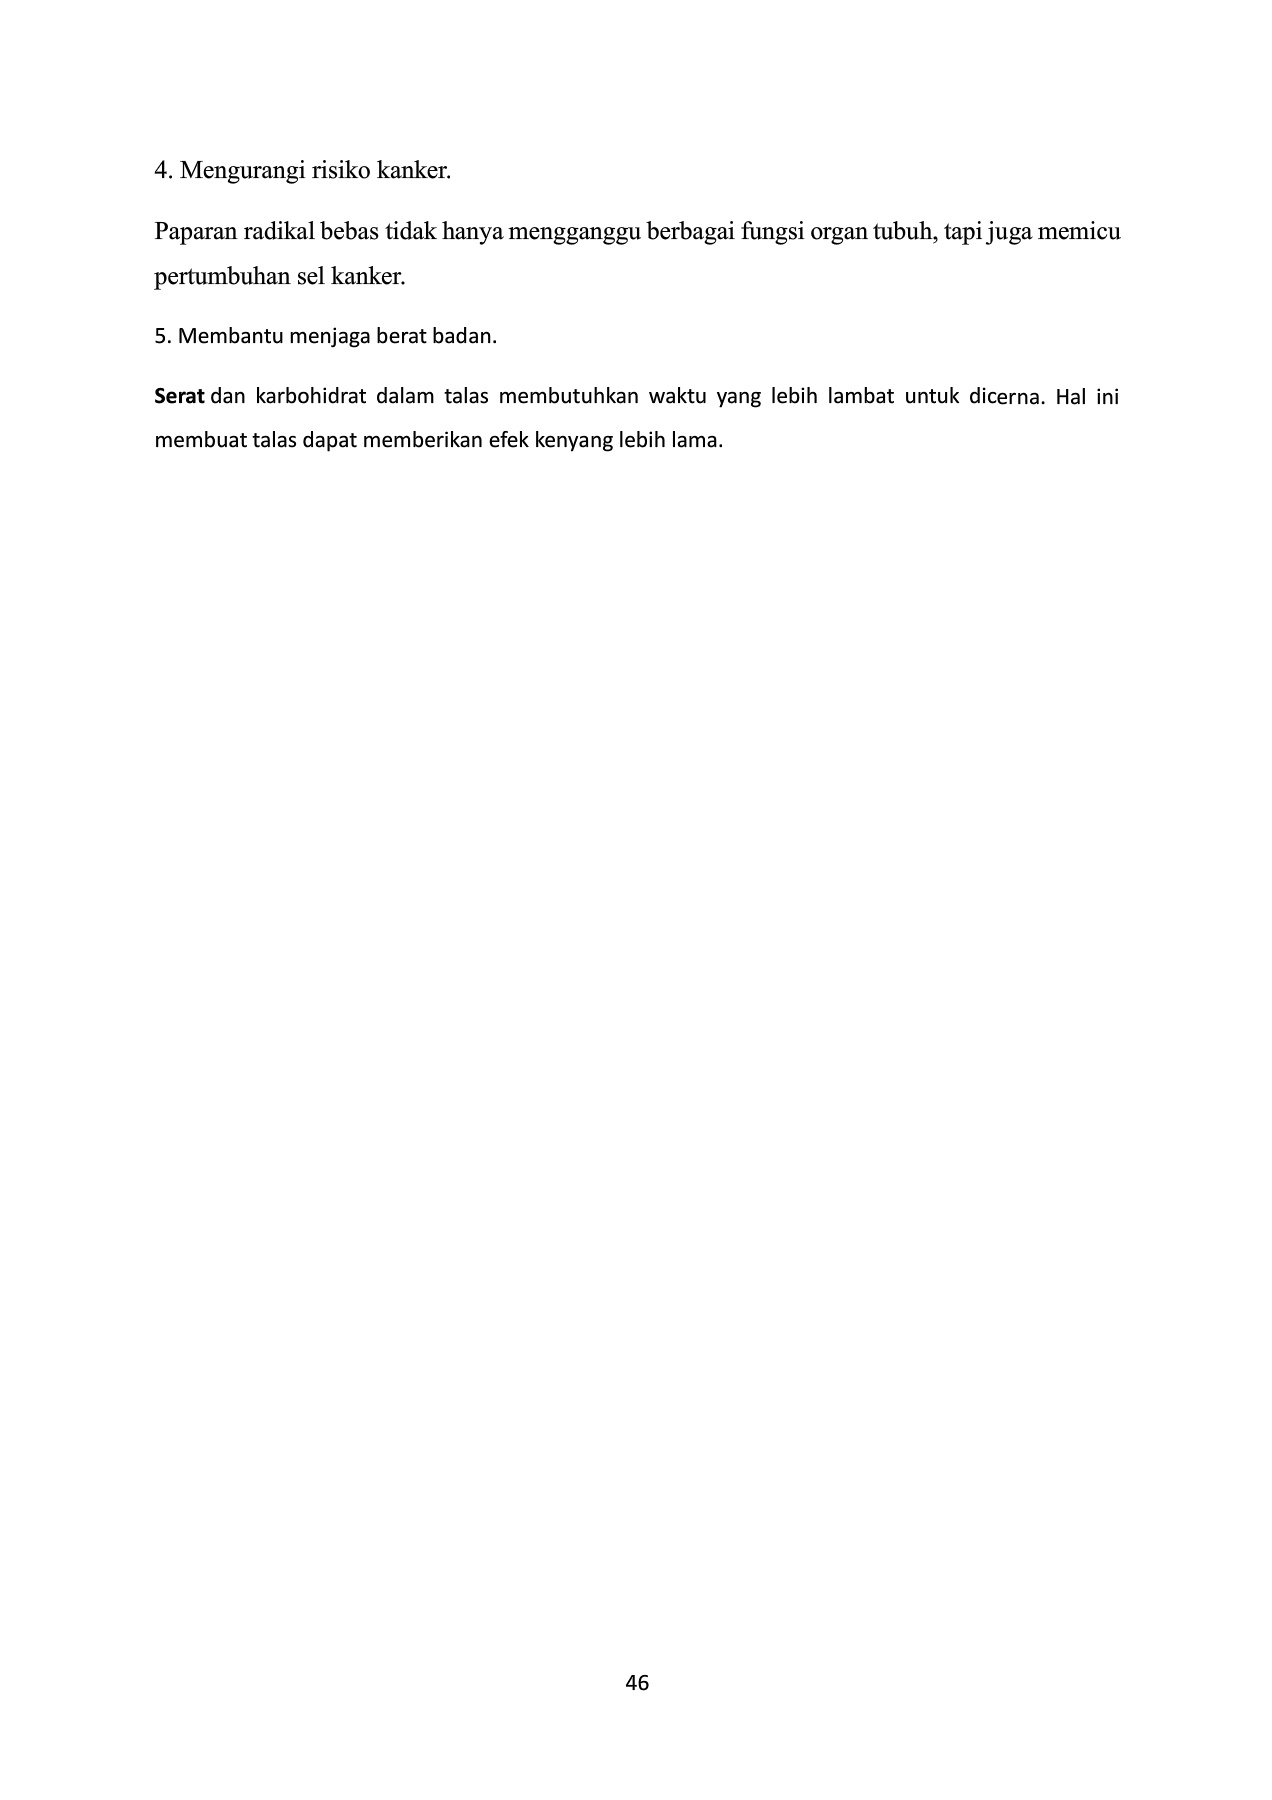 4. Mengurangi risiko kanker.
Paparan radikal bebas tidak hanya mengganggu berbagai fungsi organ tubuh, tapi juga memicu
pertumbuhan sel kanker.
5. Membantu menjaga berat badan.
Serat dan karbohidrat dalam talas membutuhkan waktu yang lebih lambat untuk dicerna. Hal ini
membuat talas dapat memberikan efek kenyang lebih lama.
46